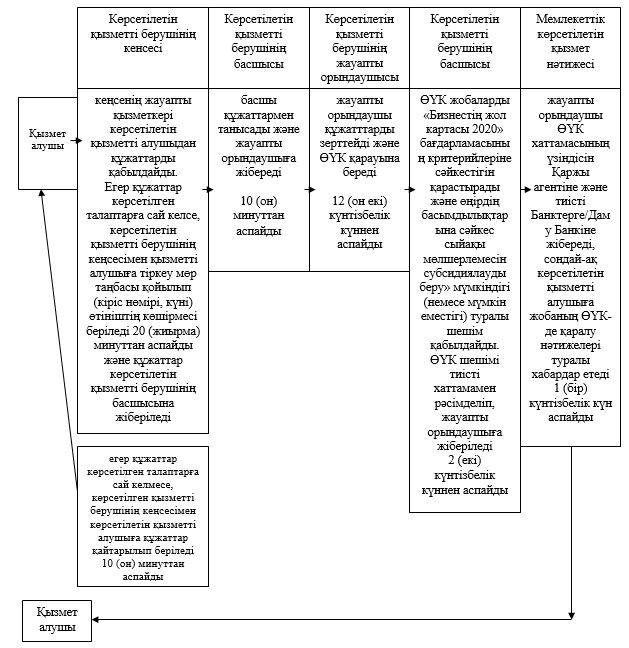 Көрсетілетін
қызметті берушінің
кеңсесі
Көрсетілетін
қызметті
берушінің
басшысы
Көрсетілетін
қызметті
берушінің
жауапты
орындаушысы
Көрсетілетін
қызметті
берушінің
басшысы
Мемлекеттік
көрсетілетін
қызмет
нәтижесі
Қызмет
алушы
кеңсенің жауапты
қызметкері
көрсетілетін
қызметті алушыдан
құжаттарды
қабылдайды.
Егер құжаттар
көрсетілген
талаптарға сай келсе,
көрсетілетін
қызметті берушінің
кеңсесімен қызметті
алушыға тіркеу мөр
таңбасы қойылып
(кіріс нөмірі, күні)
өтініштің көшірмесі
беріледі 20 (жиырма)
минуттан аспайды
және құжаттар
көрсетілетін
қызметті берушінің
басшысына
жіберіледі
басшы
құжаттармен
танысады және
жауапты
орындаушыға
жібереді
10 (он)
минуттан
аспайды
жауапты
орындаушы
құжатттарды
зерттейді және
ӨҮК қарауына
береді
12 (он екі)
күнтізбелік
күннен
аспайды
ӨҮК жобаларды
«Бизнестің жол
картасы 2020»
бағдарламасыны
ң критерийлеріне
сәйкестігін
қарастырады
және өңірдің
басымдылықтар
ына сәйкес
сыйақы
мөлшерлемесін
субсидиялауды
беру» мүмкіндігі
(немесе мүмкін
еместігі) туралы
шешім
қабылдайды.
ӨҮК шешімі
тиісті
хаттамамен
рәсімделіп,
жауапты
орындаушыға
жіберіледі
2 (екі)
күнтізбелік
күннен аспайды
жауапты
орындаушы
ӨҮК
хаттамасының
үзіндісін
Қаржы
агентіне және
тиісті
Банктерге/Дам
у Банкіне
жібереді,
сондай-ақ
көрсетілетін
қызметті
алушыға
жобаның ӨҮК-
де қаралу
нәтижелері
туралы
хабардар етеді
1 (бір)
күнтізбелік күн
аспайды
егер құжаттар
көрсетілген талаптарға
сай келмесе,
көрсетілген қызметті
берушінің кеңсесімен
көрсетілетін қызметті
алушыға құжаттар
қайтарылып беріледі
10 (он) минуттан
аспайды
Қызмет
алушы